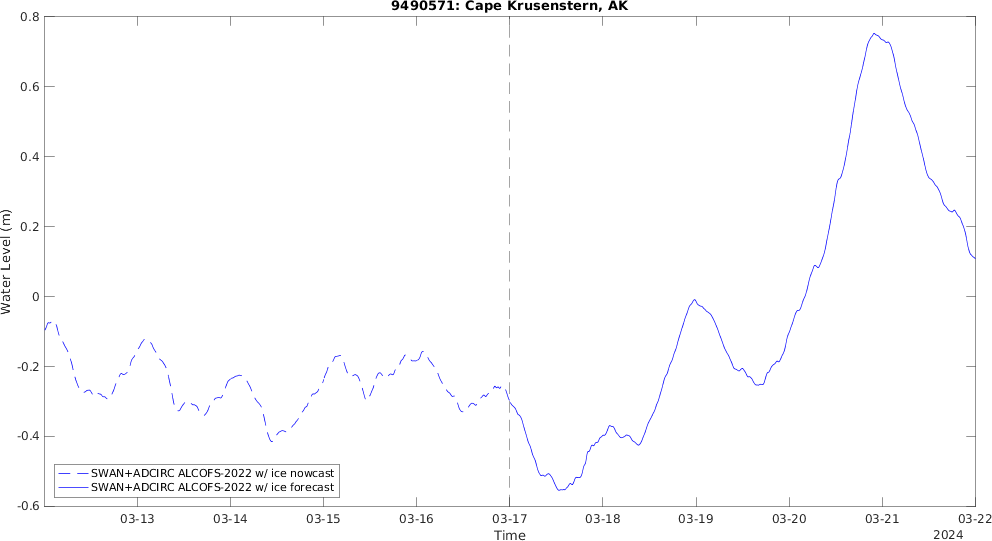 9490571: Cape Krusenstern, AK
Water Level (m)
0.8
0.6
0.4
0.2
0
-0.2
-0.4
-0.6
SWAN+ADCIRC ALCOFS-2022 w/ ice nowcast
SWAN+ADCIRC ALCOFS-2022 w/ ice forecast
03-13 03-14 03-15 03-16 03-17 03-18 03-19 03-20 03-21 03-22
Time
2024